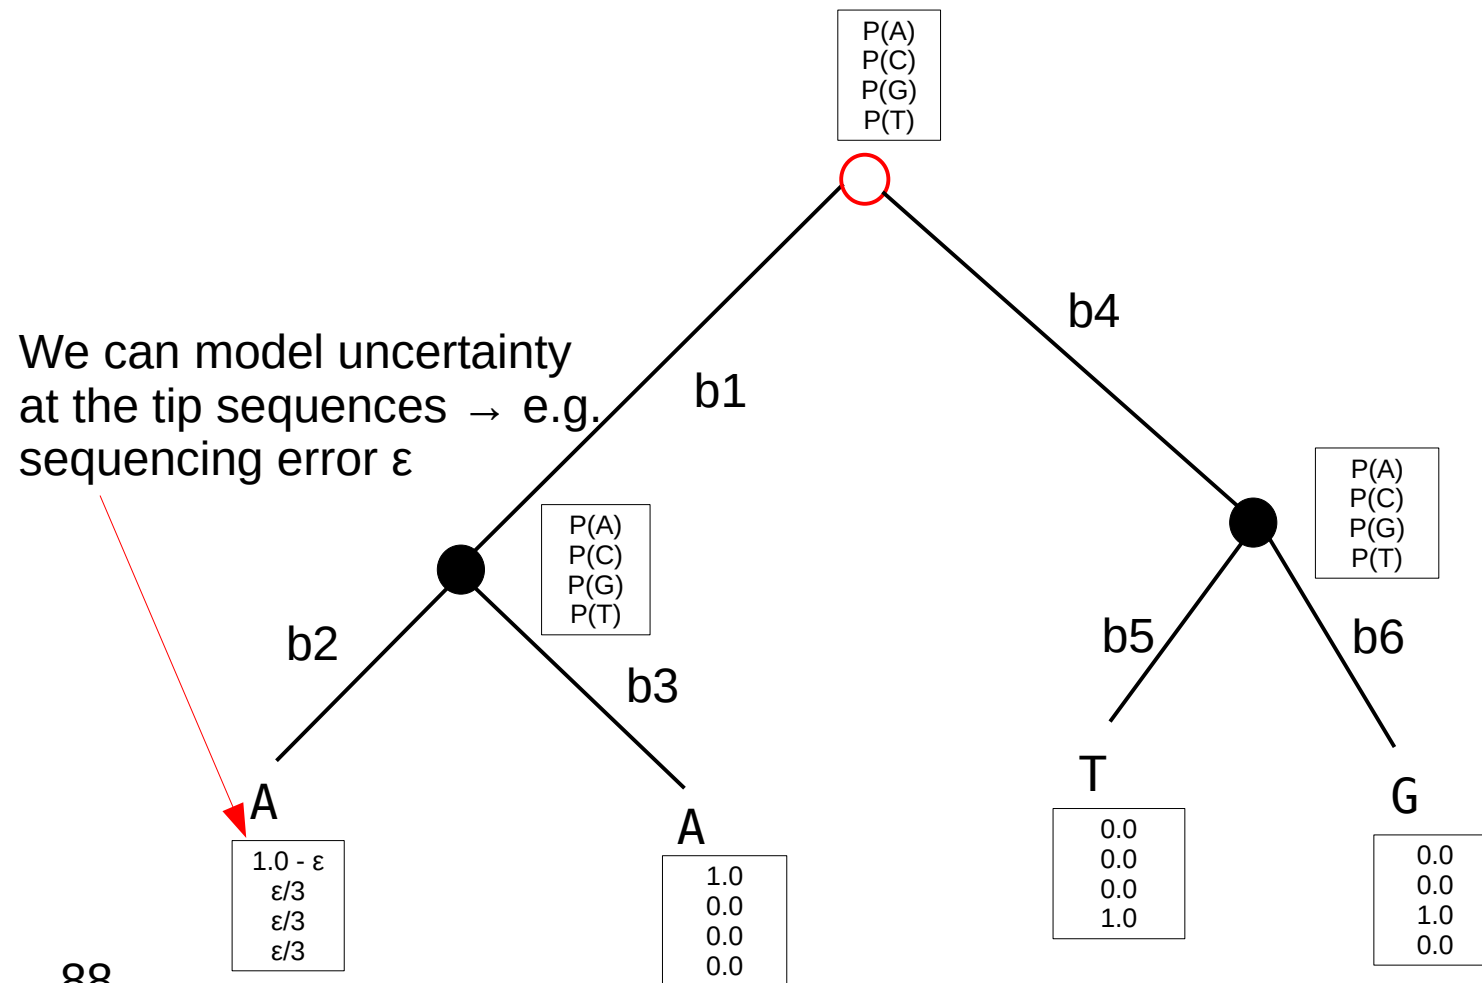 P(A)
P(C)
P(G)
P(T)
b4
We can model uncertainty
at the tip sequences → e.g.
sequencing error ε
b1
P(A)
P(C)
P(G)
P(T)
P(A)
P(C)
P(G)
P(T)
b2
b3
b5
b6
A
1.0 - ε
ε/3
ε/3
ε/3
A
1.0
0.0
0.0
0.0
T
0.0
0.0
0.0
1.0
G
0.0
0.0
1.0
0.0
88